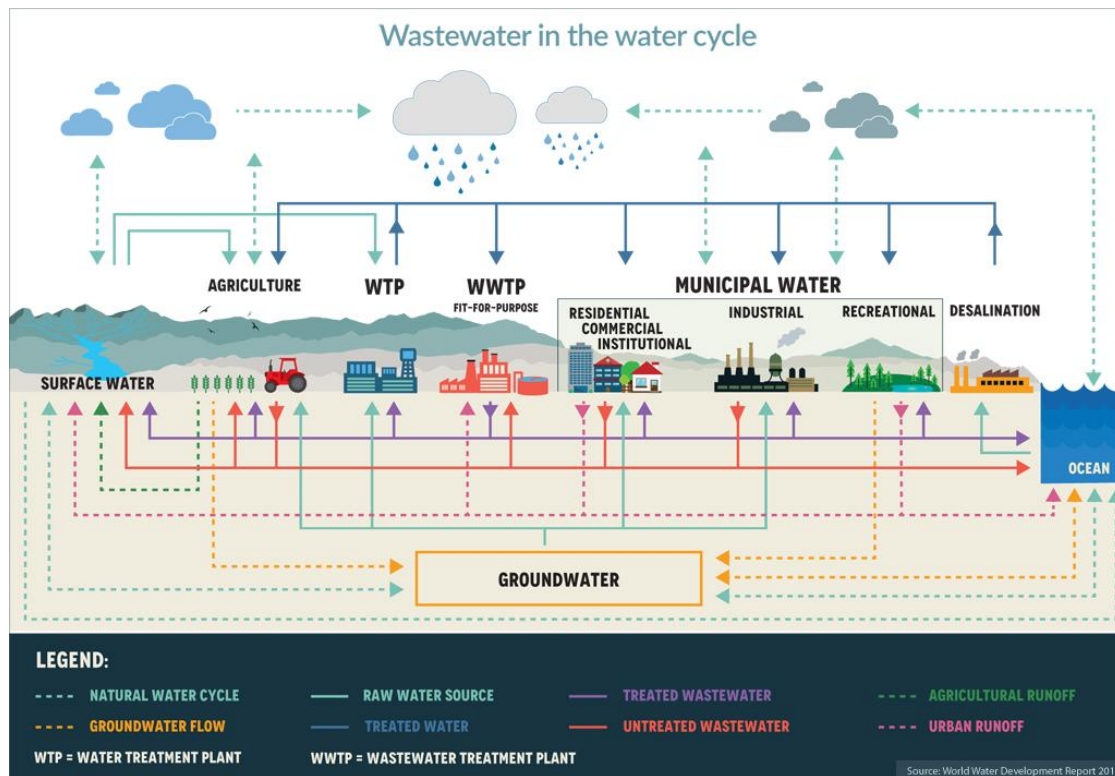 Wastewater in the water cycle
AGRICULTURE
WTP
WWTP
FIT-FOR-PURPOSE
MUNICIPAL WATER
RESIDENTIAL
COMMERCIAL
INSTITUTIONAL
INDUSTRIAL
RECREATIONAL
DESALINATION
SURFACE WATER
OCEAN
GROUNDWATER
LEGEND:
NATURAL WATER CYCLE
RAW WATER SOURCE
TREATED WASTEWATER
AGRICULTURAL RUNOFF
GROUNDWATER FLOW
TREATED WATER
UNTREATED WASTEWATER
URBAN RUNOFF
WTP = WATER TREATMENT PLANT
WWTP = WASTEWATER TREATMENT PLANT
Source: World Water Development Report 201